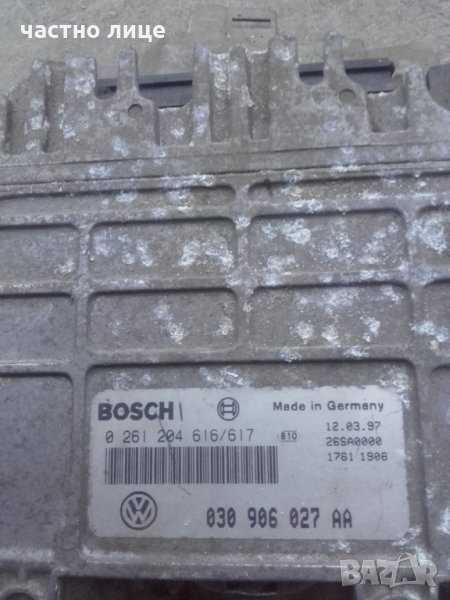 частно лице
BOSCH
Made in Germany
0 261 204 616/617
810
12.03.97
26SA0000
1761 1906
030 906 027 AA
BAZAR